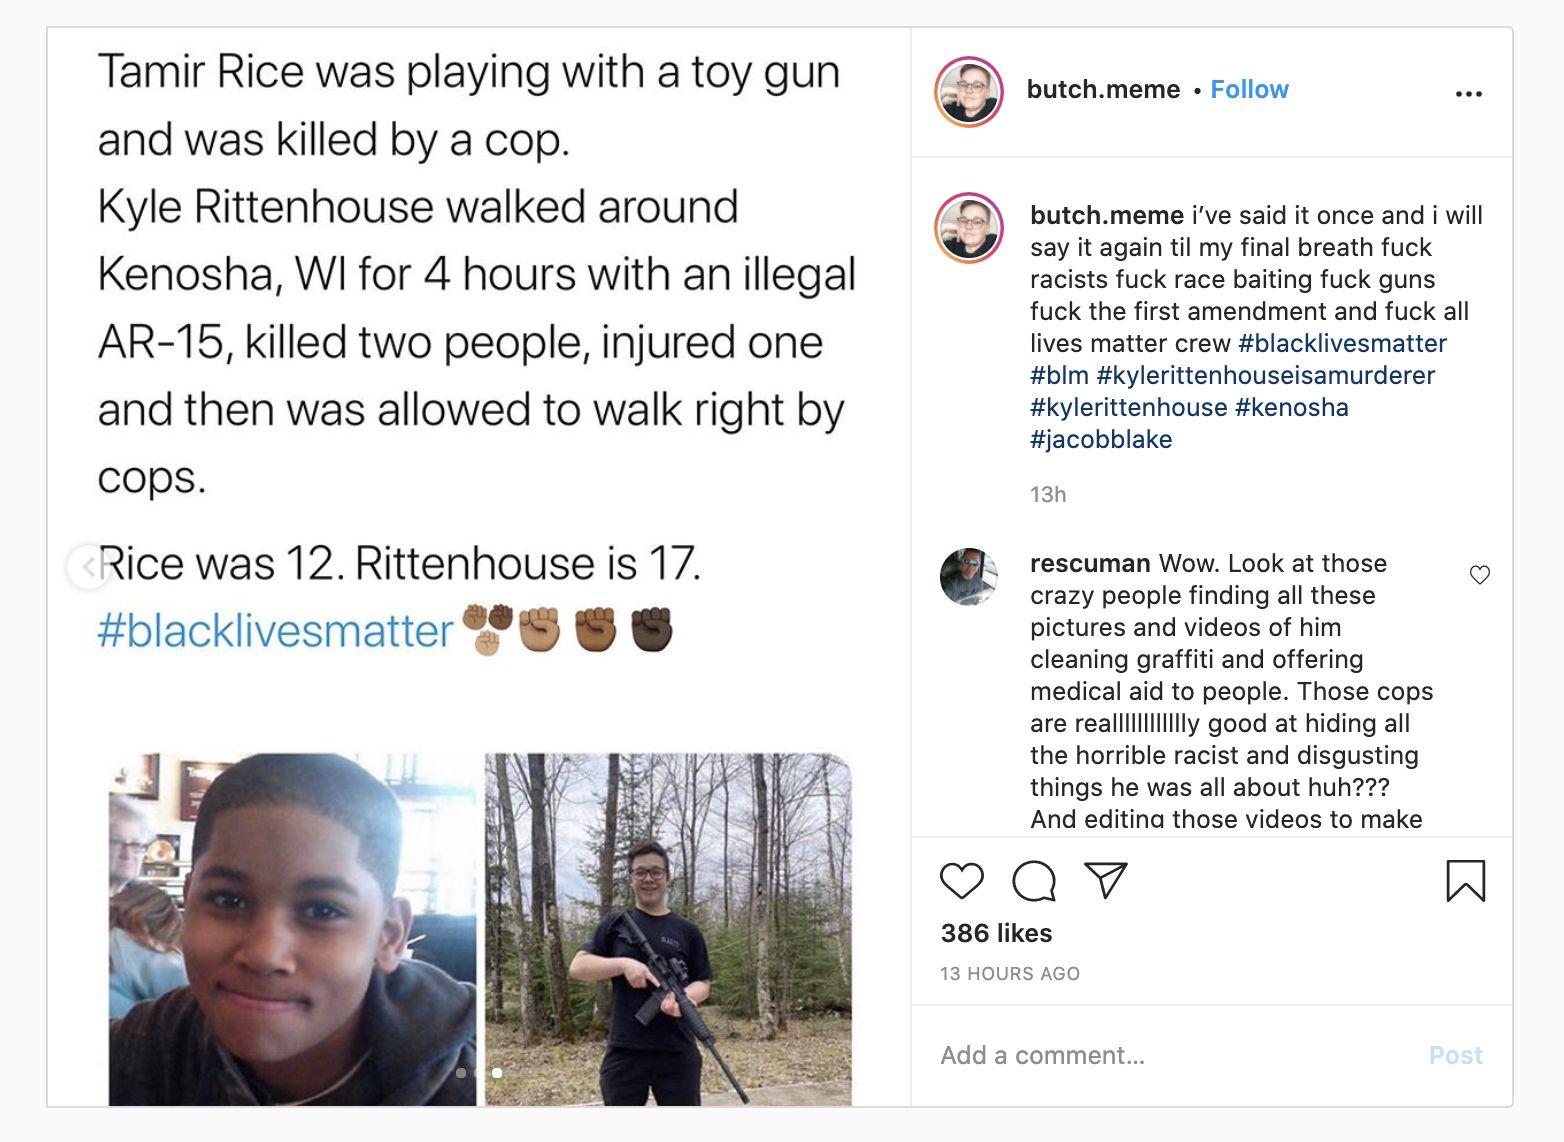 Tamir Rice was playing with a toy gun
and was killed by a cop.
Kyle Rittenhouse walked around
Kenosha, WI for 4 hours with an illegal
AR-15, killed two people, injured one
and then was allowed to walk right by
cops.
Rice was 12. Rittenhouse is 17.
#blacklivesmatter
butch.meme • Follow
butch.meme i’ve said it once and i will
say it again til my final breath fuck
racists fuck race baiting fuck guns
fuck the first amendment and fuck all
lives matter crew #blacklivesmatter
#blm #kylerittenhouseisamurderer
#kylerittenhouse #kenosha
#jacobblake
13h
rescuman Wow. Look at those
crazy people finding all these
pictures and videos of him
cleaning graffiti and offering
medical aid to people. Those cops
are realllllllllllly good at hiding all
the horrible racist and disgusting
things he was all about huh???
And editing those videos to make
386 likes
13 HOURS AGO
Add a comment...
Post